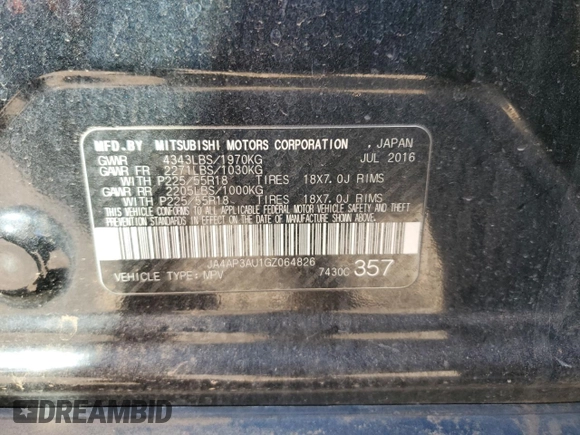 MFD.BY MITSUBISHI MOTORS CORPORATION , JAPAN
GVWR 4343LBS/1970KG JUL 2016
GAWR FR 2271LBS/1030KG
WITH P225/55R18 TIRES 18X7.0J RIMS
GAWR RR 2205LBS/1000KG
WITH P225/55R18 TIRES 18X7.0J RIMS
THIS VEHICLE CONFORMS TO ALL APPLICABLE
FEDERAL MOTOR VEHICLE SAFETY AND THEFT
PREVENTION STANDARDS IN EFFECT ON THE DATE
OF MANUFACTURE SHOWN ABOVE.
JA4AP3AU1GZ064826
VEHICLE TYPE:MPV 7430C 357
DREAMBID